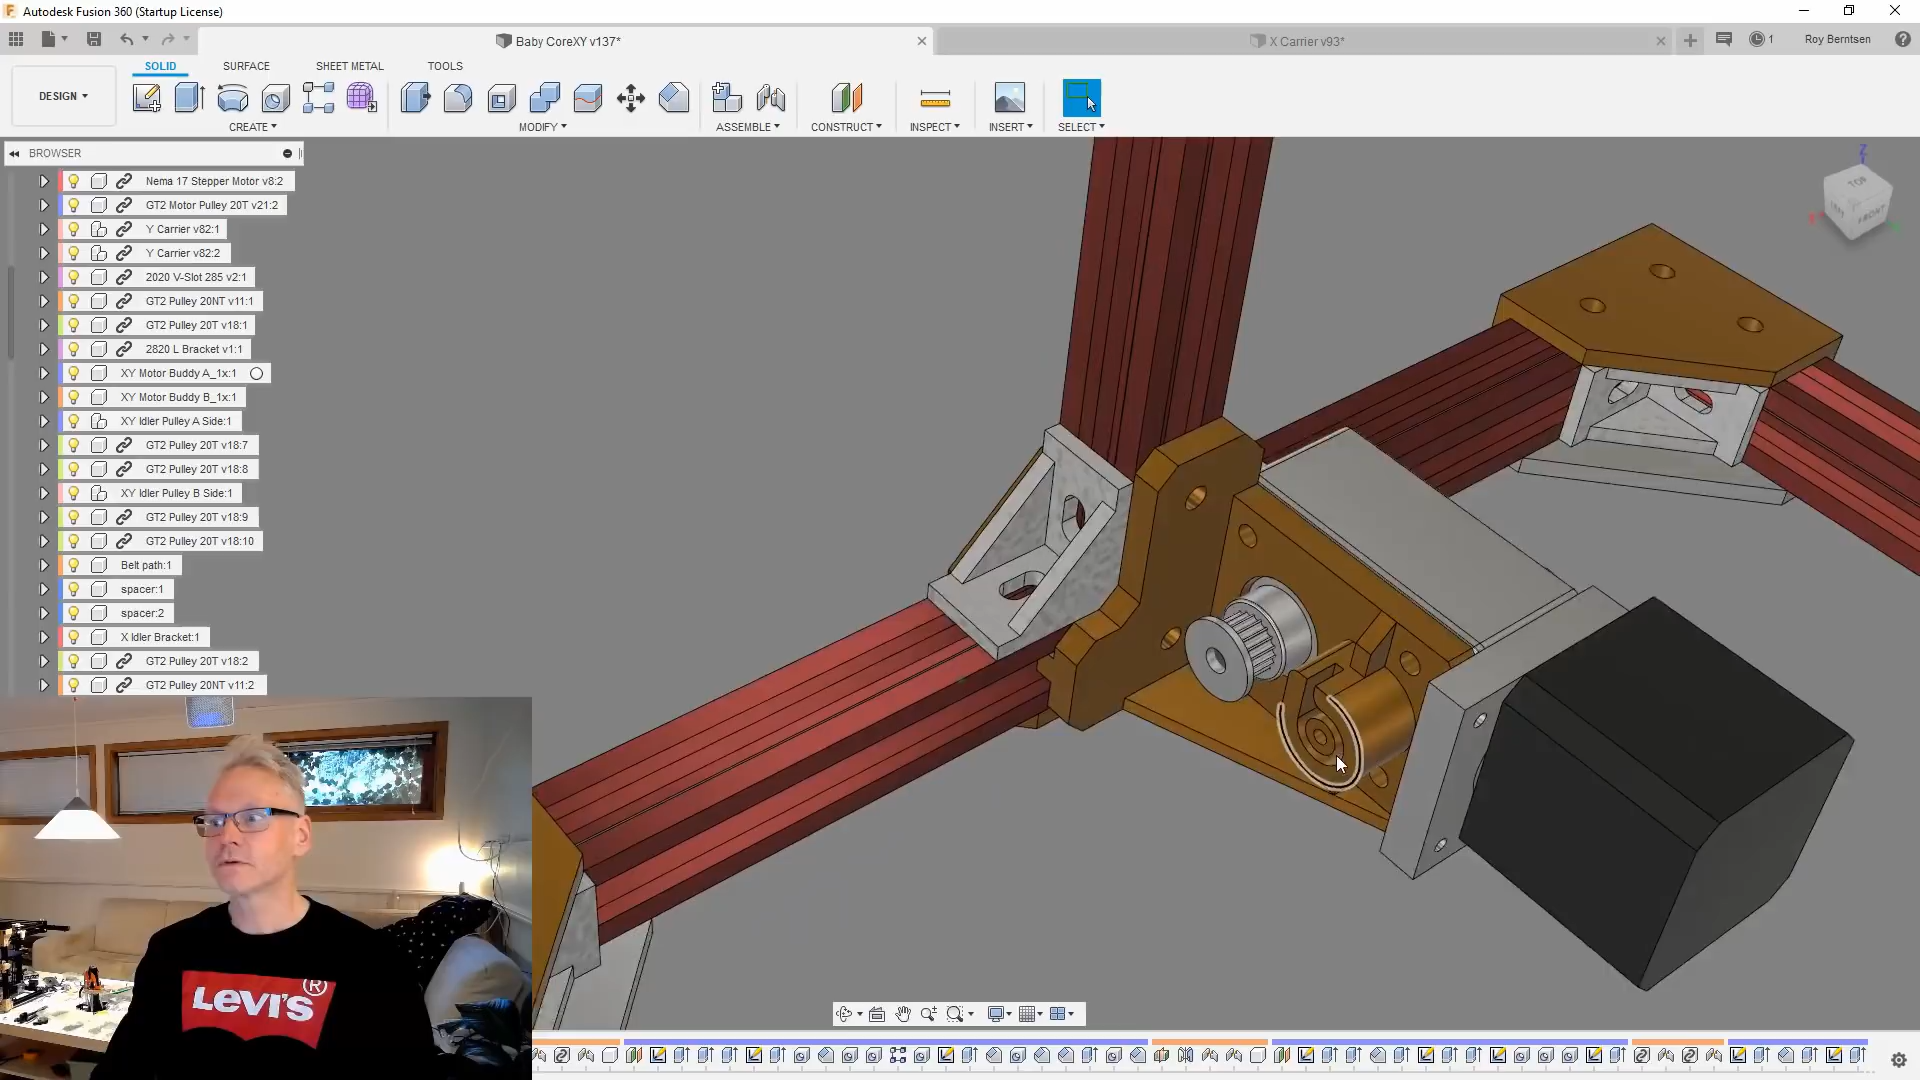 Autodesk Fusion 360 (Startup License)
Baby CoreXY v137*
X Carrier v93*
1
Roy Berntsen
DESIGN
SOLID
SURFACE
SHEET METAL
TOOLS
CREATE
MODIFY
ASSEMBLE
CONSTRUCT
INSPECT
INSERT
SELECT
BROWSER
Nema 17 Stepper Motor v8:2
GT2 Motor Pulley 20T v21:2
Y Carrier v82:1
Y Carrier v82:2
2020 V-Slot 285 v2:1
GT2 Pulley 20NT v11:1
GT2 Pulley 20T v18:1
2820 L Bracket v1:1
XY Motor Buddy A_1x:1
XY Motor Buddy B_1x:1
XY Idler Pulley A Side:1
GT2 Pulley 20T v18:7
GT2 Pulley 20T v18:8
XY Idler Pulley B Side:1
GT2 Pulley 20T v18:9
GT2 Pulley 20T v18:10
Belt path:1
spacer:1
spacer:2
X Idler Bracket:1
GT2 Pulley 20T v18:2
GT2 Pulley 20NT v11:2
Z
TOP
FRONT
LEVI'S ®